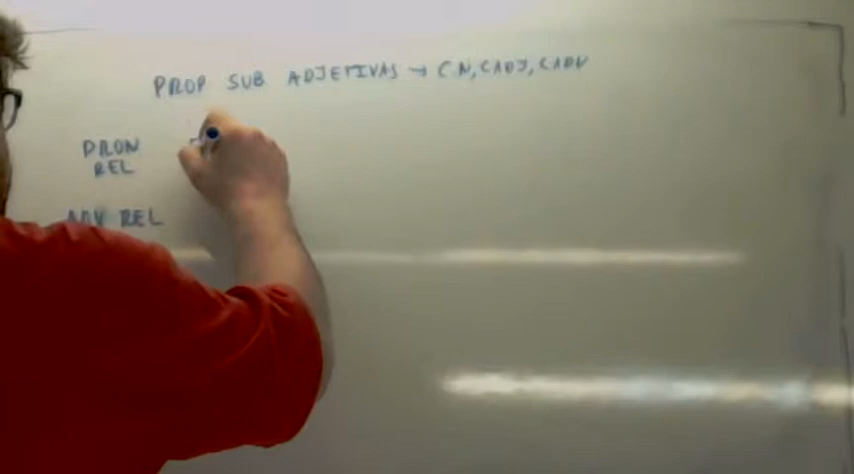 PROP SUB ADJETIVAS → CN, CADJ, CADV
PRON
REL
ADV REL